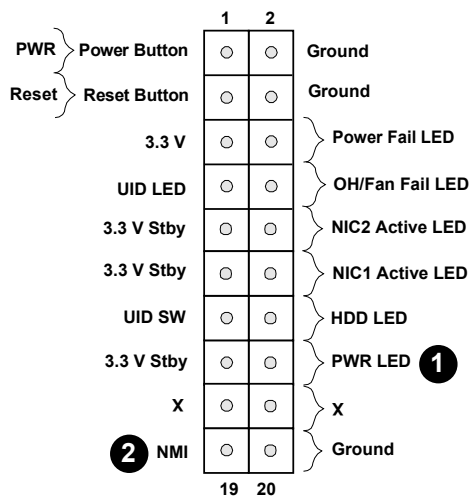 1 2
PWR Power Button Ground
Reset Reset Button Ground
3.3 V Power Fail LED
UID LED OH/Fan Fail LED
3.3 V Stby NIC2 Active LED
3.3 V Stby NIC1 Active LED
UID SW HDD LED
3.3 V Stby PWR LED 1
X X
2 NMI Ground
19 20